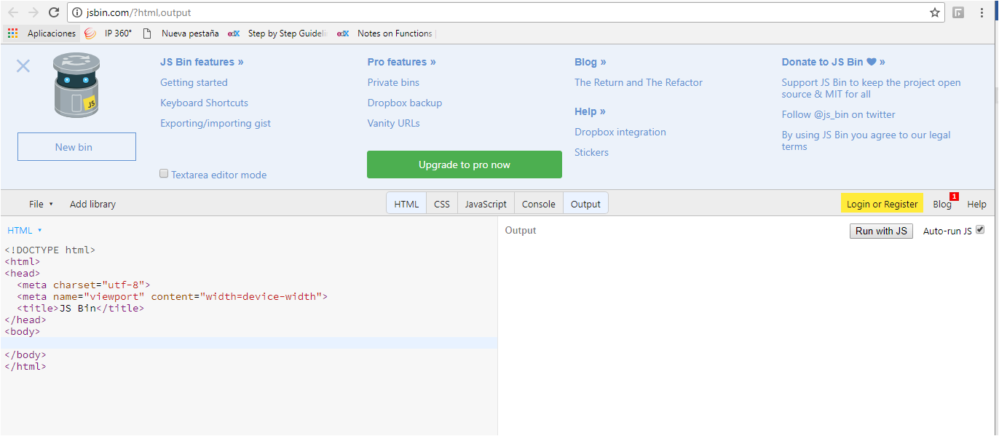 jsbin.com/?html,output
Aplicaciones IP 360° Nueva pestaña edX Step by Step Guideli edX Notes on Functions
JS
New bin
JS Bin features »
Getting started
Keyboard Shortcuts
Exporting/importing gist
Textarea editor mode
Pro features »
Private bins
Dropbox backup
Vanity URLs
Upgrade to pro now
Blog »
The Return and The Refactor
Help »
Dropbox integration
Stickers
Donate to JS Bin ♥ »
Support JS Bin to keep the project open
source & MIT for all
Follow @js_bin on twitter
By using JS Bin you agree to our legal
terms
File ▾ Add library HTML CSS JavaScript Console Output Login or Register Blog 1 Help
HTML ▾
<!DOCTYPE html>
<html>
<head>
  <meta charset="utf-8">
  <meta name="viewport" content="width=device-width">
  <title>JS Bin</title>
</head>
<body>

</body>
</html>
Output Run with JS Auto-run JS